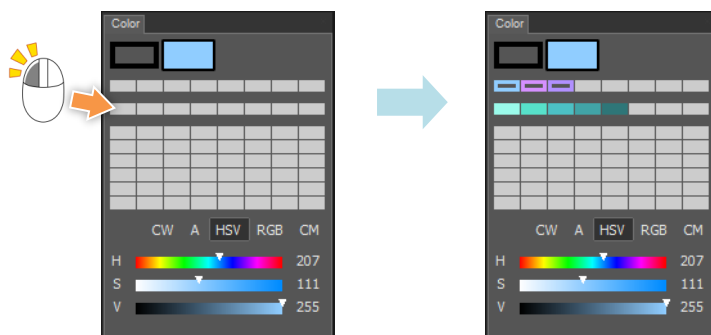 Color
CW A HSV RGB CM
H 207
S 111
V 255
Color
CW A HSV RGB CM
H 207
S 111
V 255